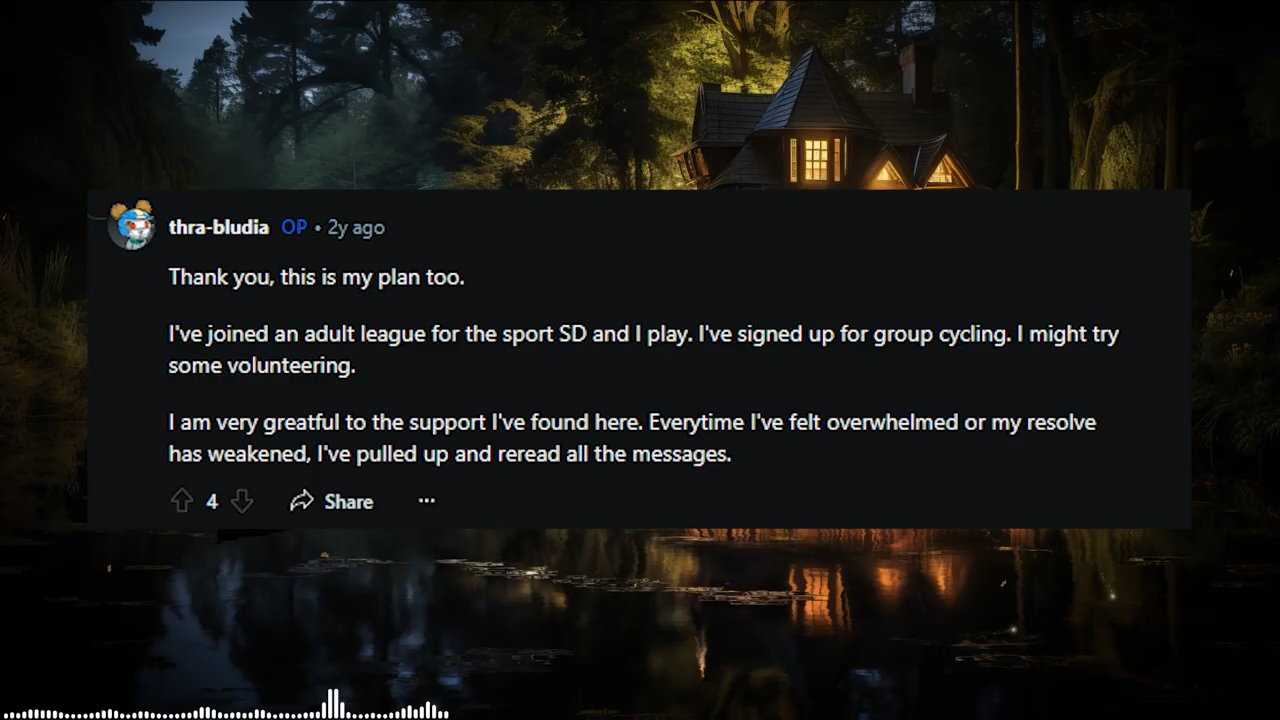 thra-bludia OP • 2y ago
Thank you, this is my plan too.
I've joined an adult league for the sport SD and I play. I've signed up for group cycling. I might try
some volunteering.
I am very greatful to the support I've found here. Everytime I've felt overwhelmed or my resolve
has weakened, I've pulled up and reread all the messages.
4 Share ...